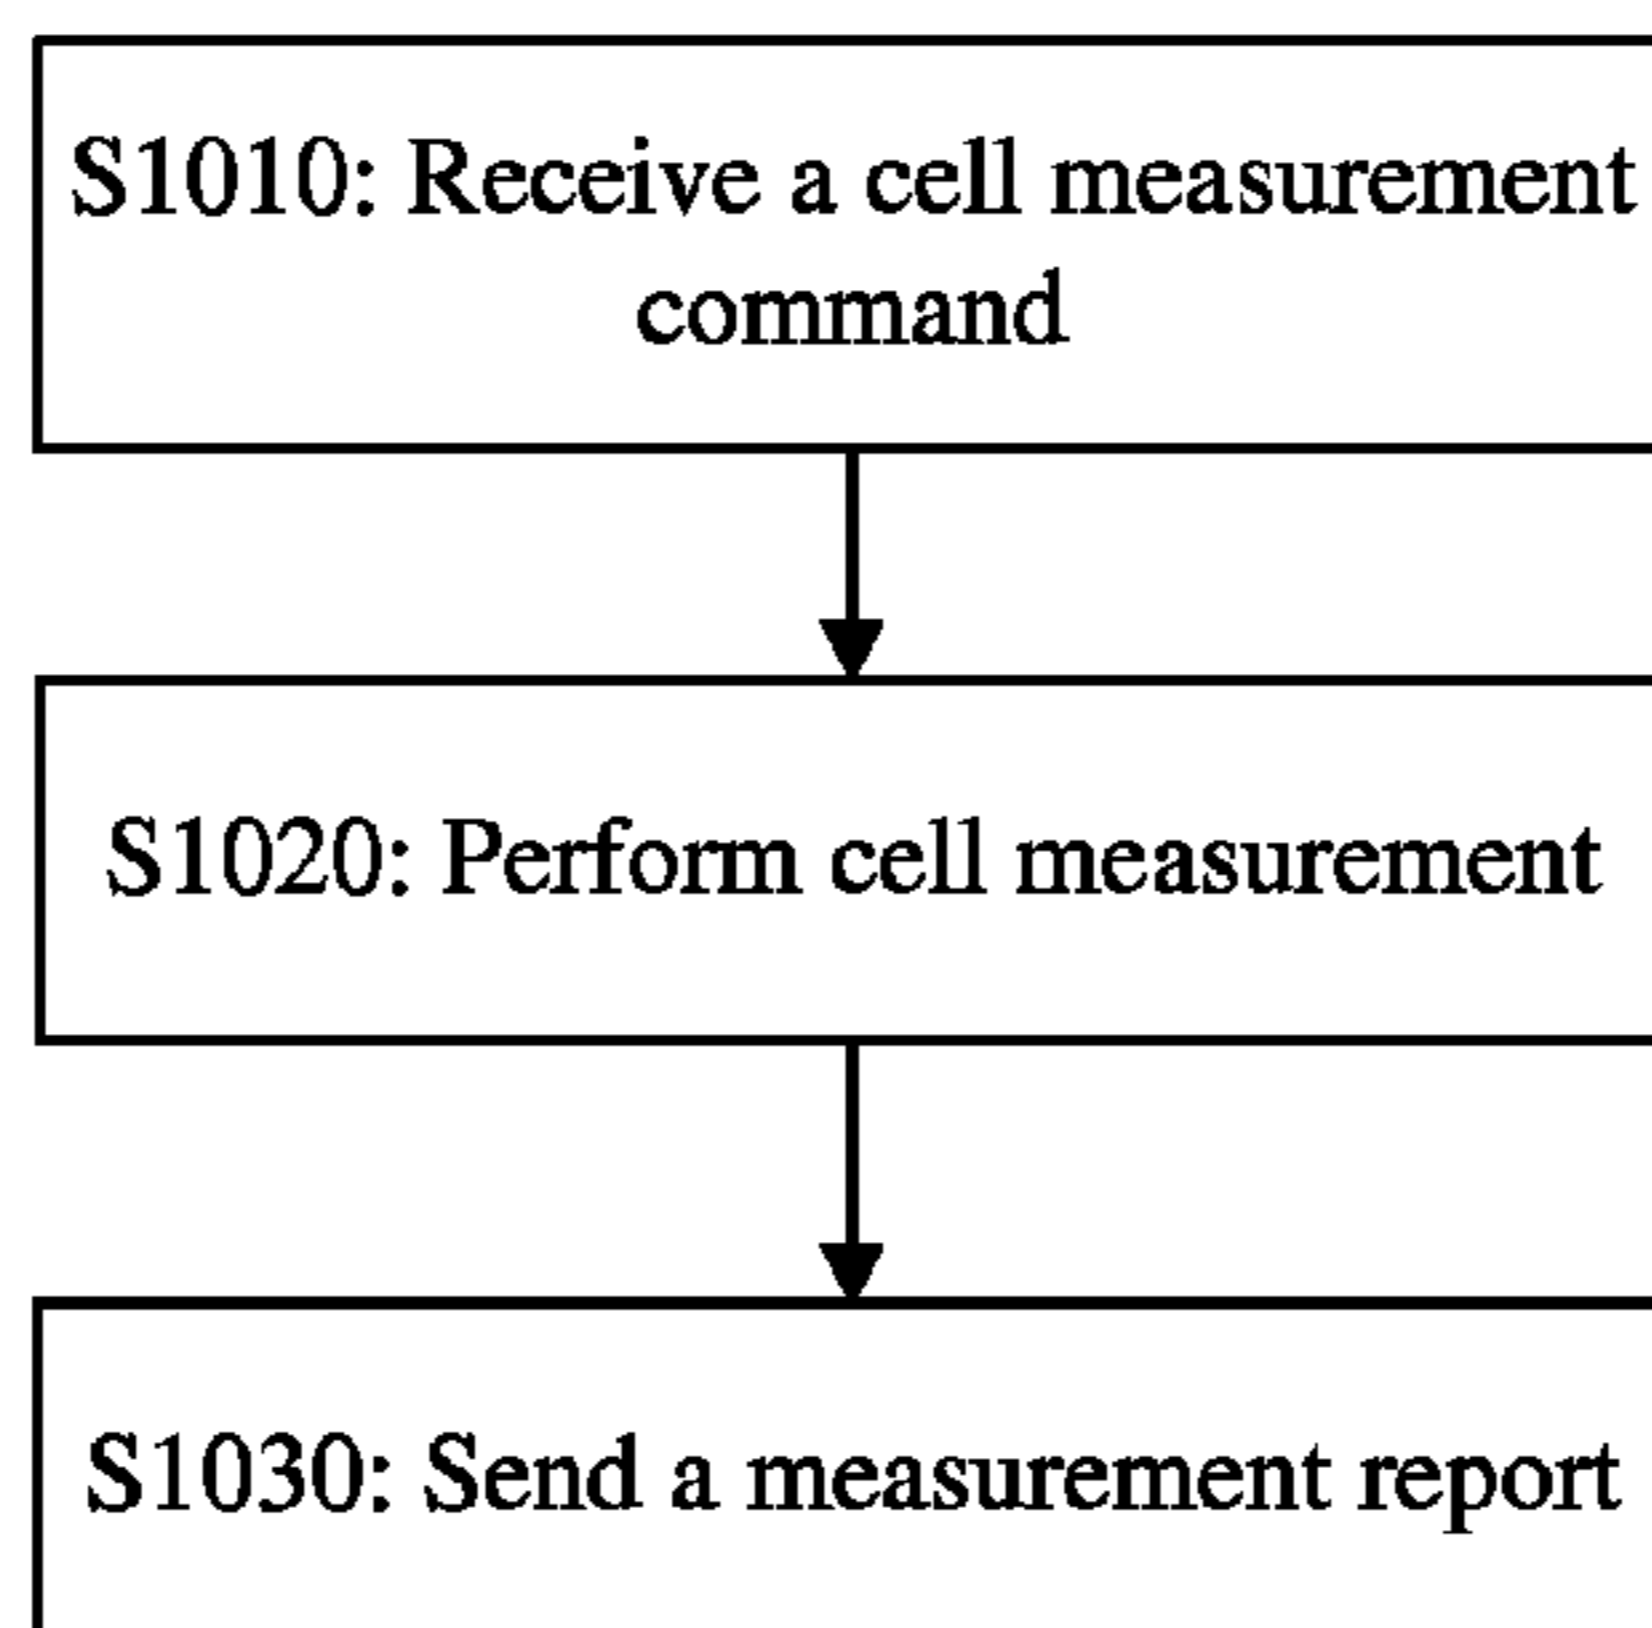 S1010: Receive a cell measurement
command
S1020: Perform cell measurement
S1030: Send a measurement report